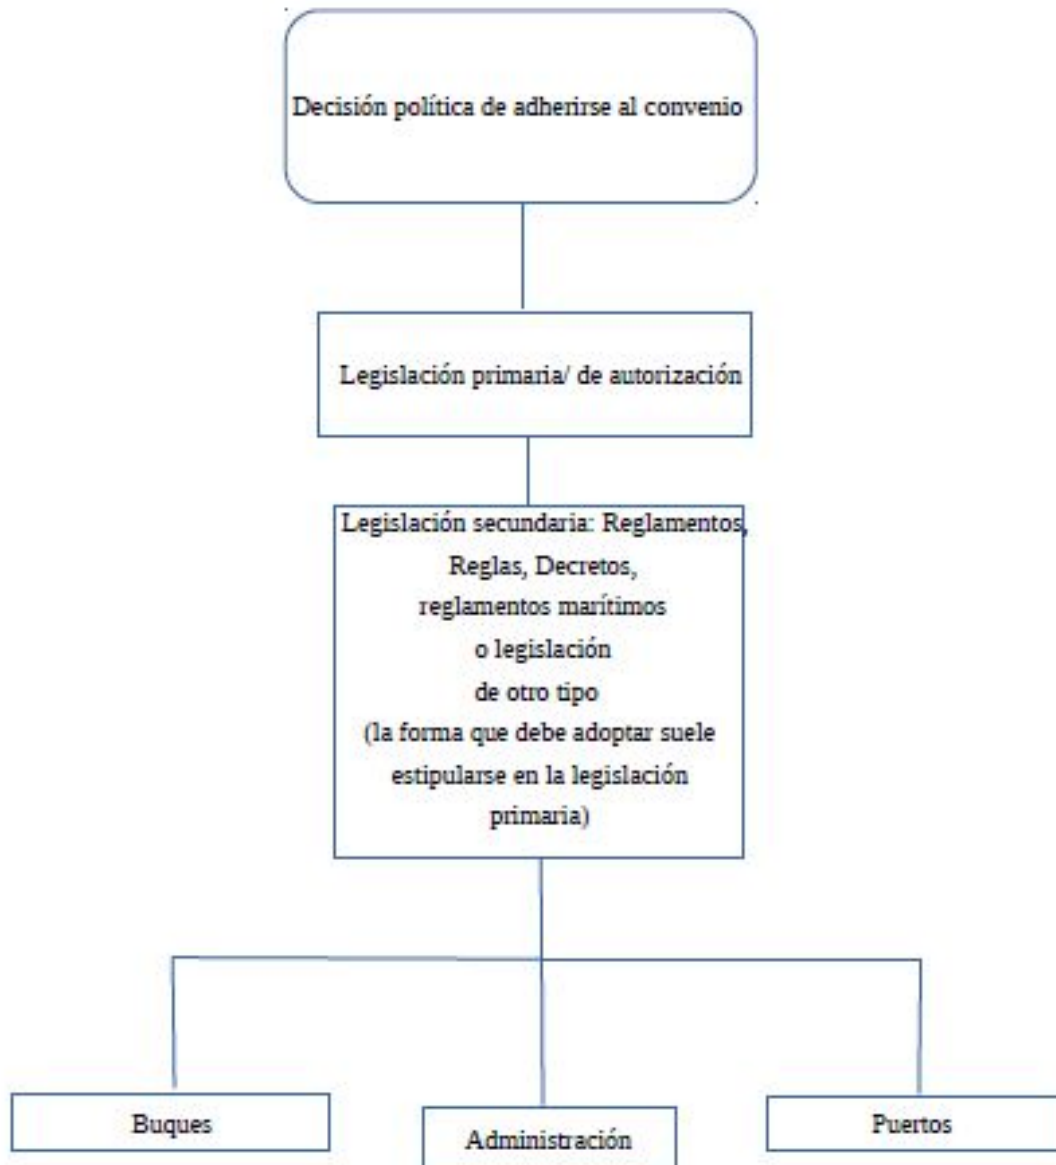 Decisión política de adherirse al convenio
Legislación primaria/ de autorización
Legislación secundaria: Reglamentos,
Reglas, Decretos,
reglamentos marítimos
o legislación
de otro tipo
(la forma que debe adoptar suele
estipularse en la legislación
primaria)
Buques
Administración
Puertos